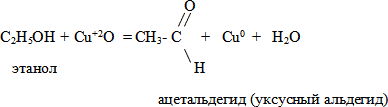 O
C₂H₅OH + Cu⁺²O = CH₃- C + Cu⁰ + H₂O
этанол H
ацетальдегид (уксусный альдегид)